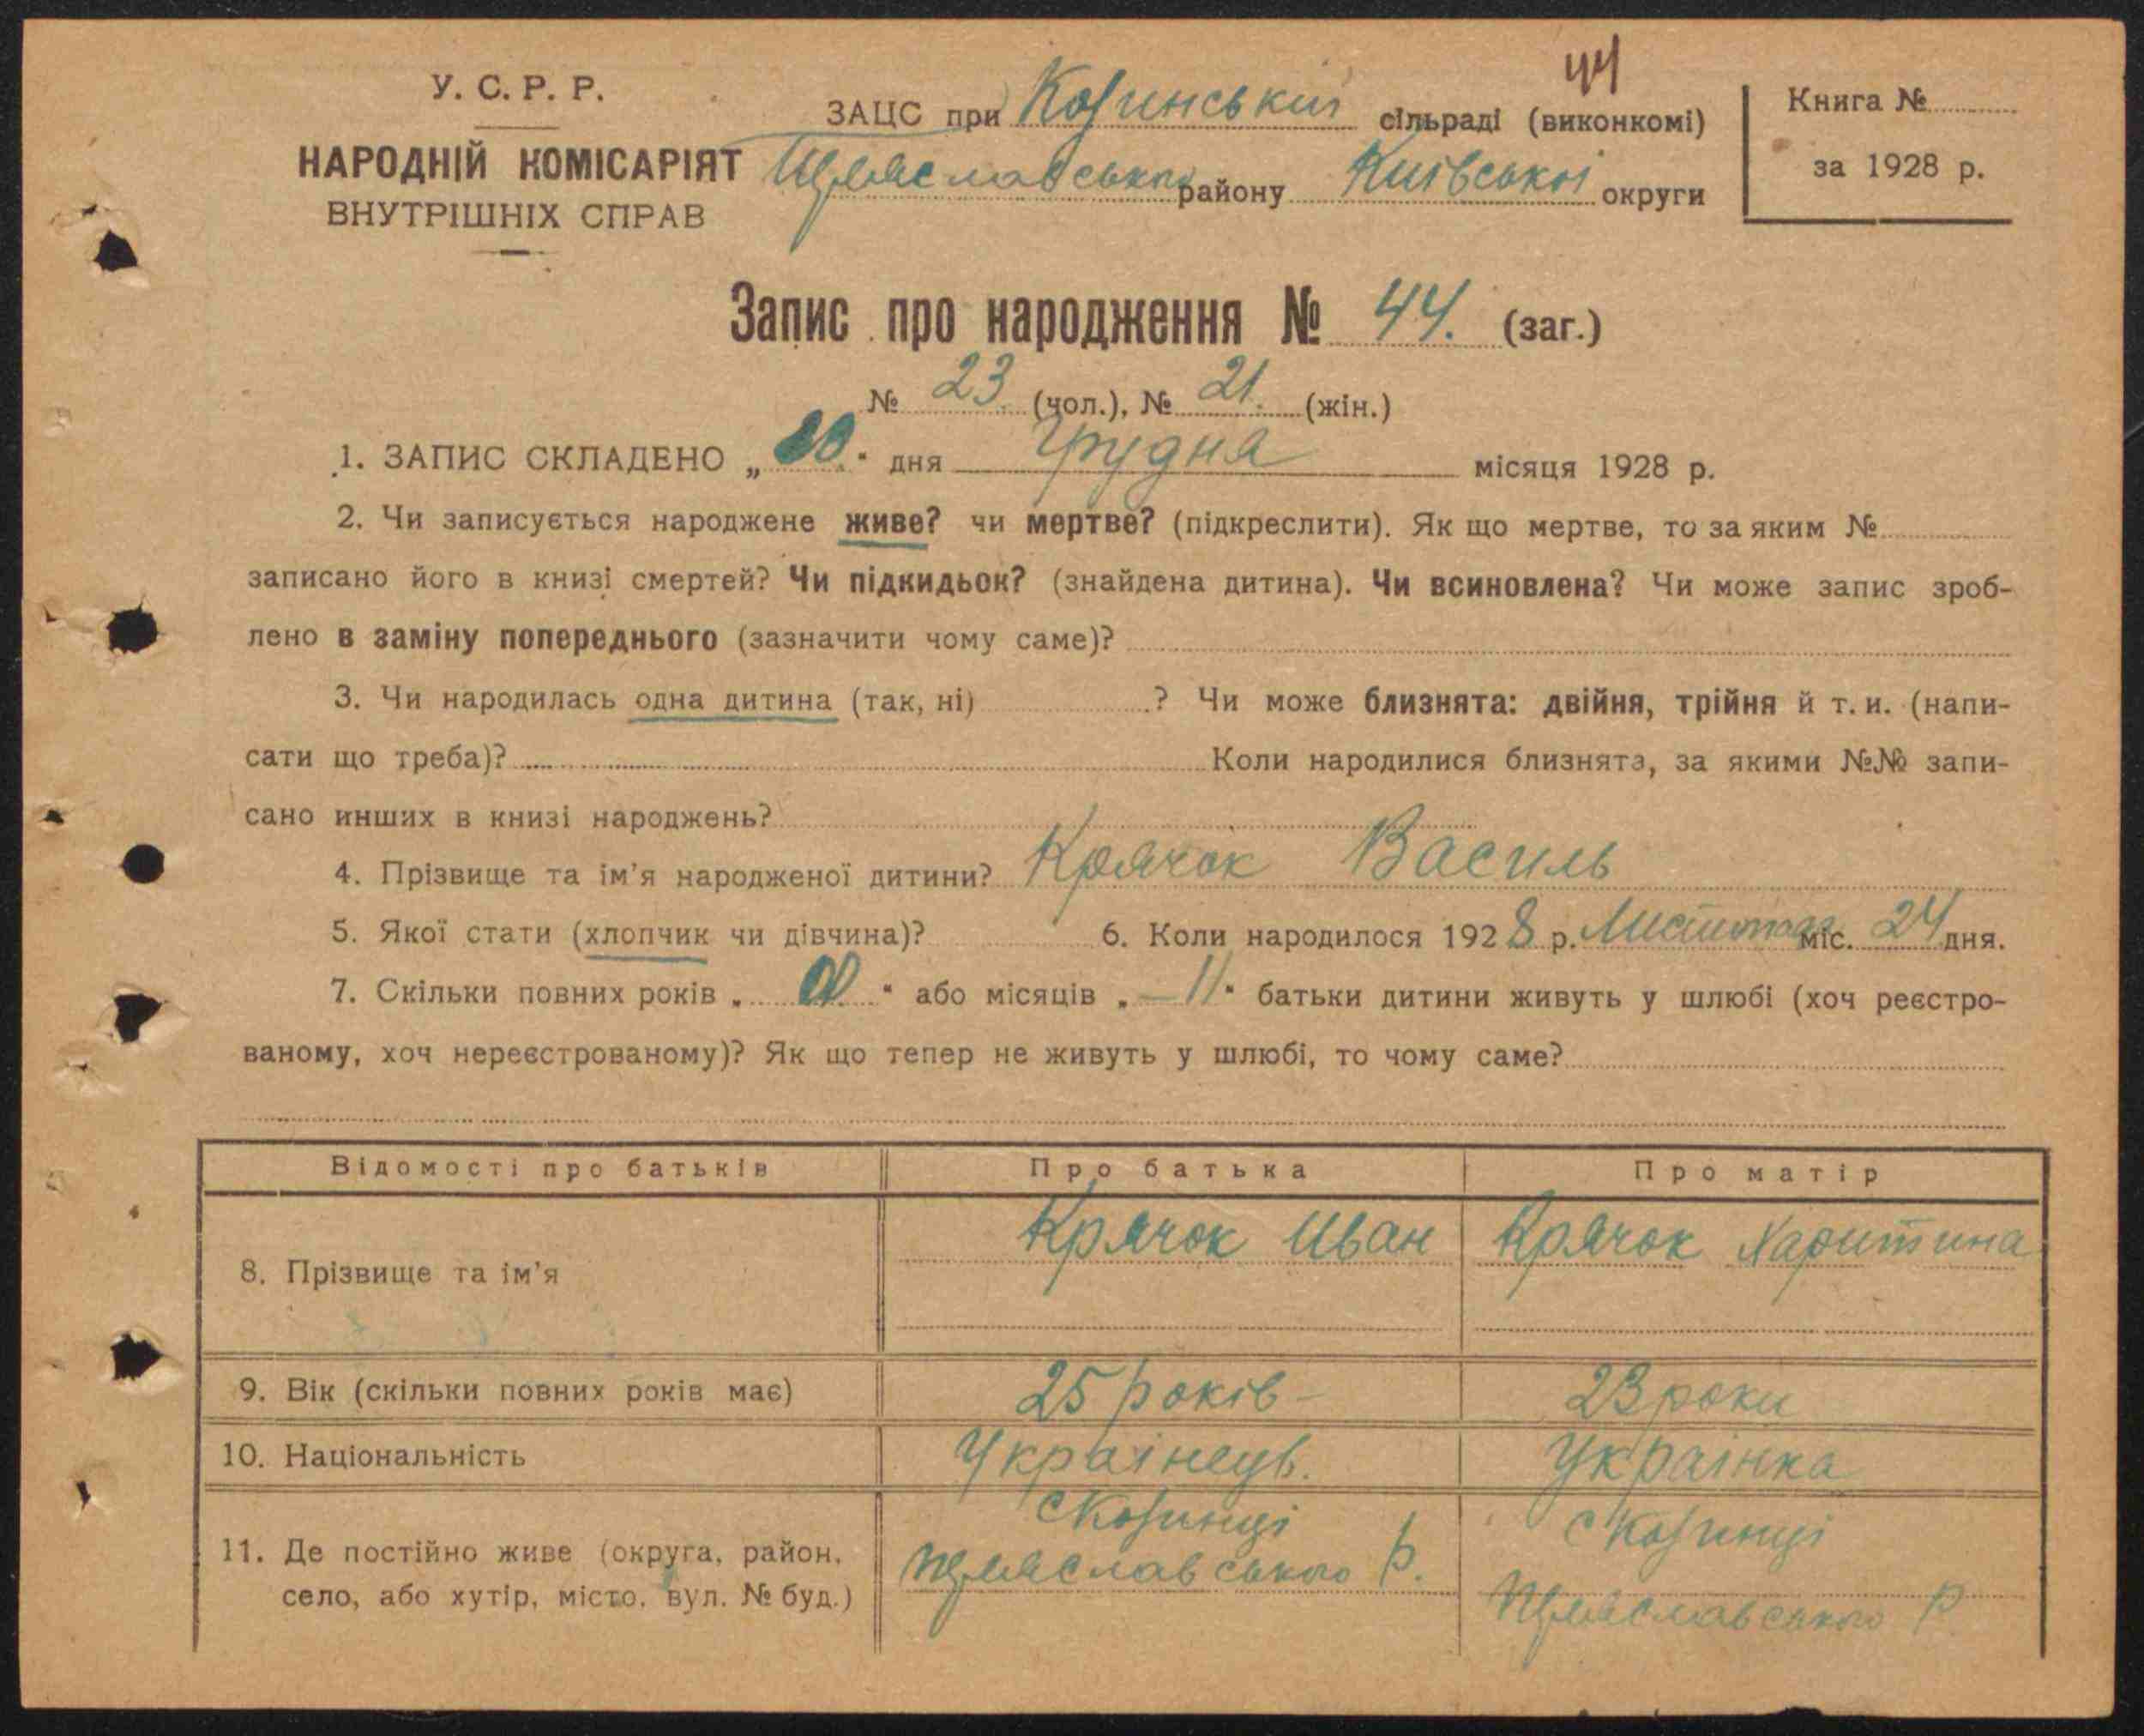 44
У. С. Р. Р.
ЗАЦС при Козинській сільраді (виконкомі)
Книга №
НАРОДНІЙ КОМІСАРІЯТ
ВНУТРІШНІХ СПРАВ
району Київської округи
за 1928 р.
Запис про народження № 44. (заг.)
№ 23. (чол.), № 21. (жін.)
1. ЗАПИС СКЛАДЕНО „ “ дня Грудня місяця 1928 р.
2. Чи записується народжене живе? чи мертве? (підкреслити). Як що мертве, то за яким №
записано його в книзі смертей? Чи підкидьок? (знайдена дитина). Чи всиновлена? Чи може запис зроб-
лено в заміну попереднього (зазначити чому саме)?
3. Чи народилась одна дитина (так, ні) ? Чи може близнята: двійня, трійня й т. и. (напи-
сати що треба)? Коли народилися близнята, за якими №№ запи-
сано инших в книзі народжень?
4. Прізвище та ім’я народженої дитини? Крячок Василь
5. Якої стати (хлопчик чи дівчина)? 6. Коли народилося 1928 р. міс. 24 дня.
7. Скільки повних років „ “ або місяців „ – 11 “ батьки дитини живуть у шлюбі (хоч реєстро-
ваному, хоч нереєстрованому)? Як що тепер не живуть у шлюбі, то чому саме?
Відомості про батьків Про батька Про матір
8. Прізвище та ім’я Крячок Иван Крячок Харитина
9. Вік (скільки повних років має) 25 років – 23 роки
10. Національність Українець. Українка
11. Де постійно живе (округа, район,
село, або хутір, місто, вул. № буд.)
с Козинці
р.
с Козинці
р